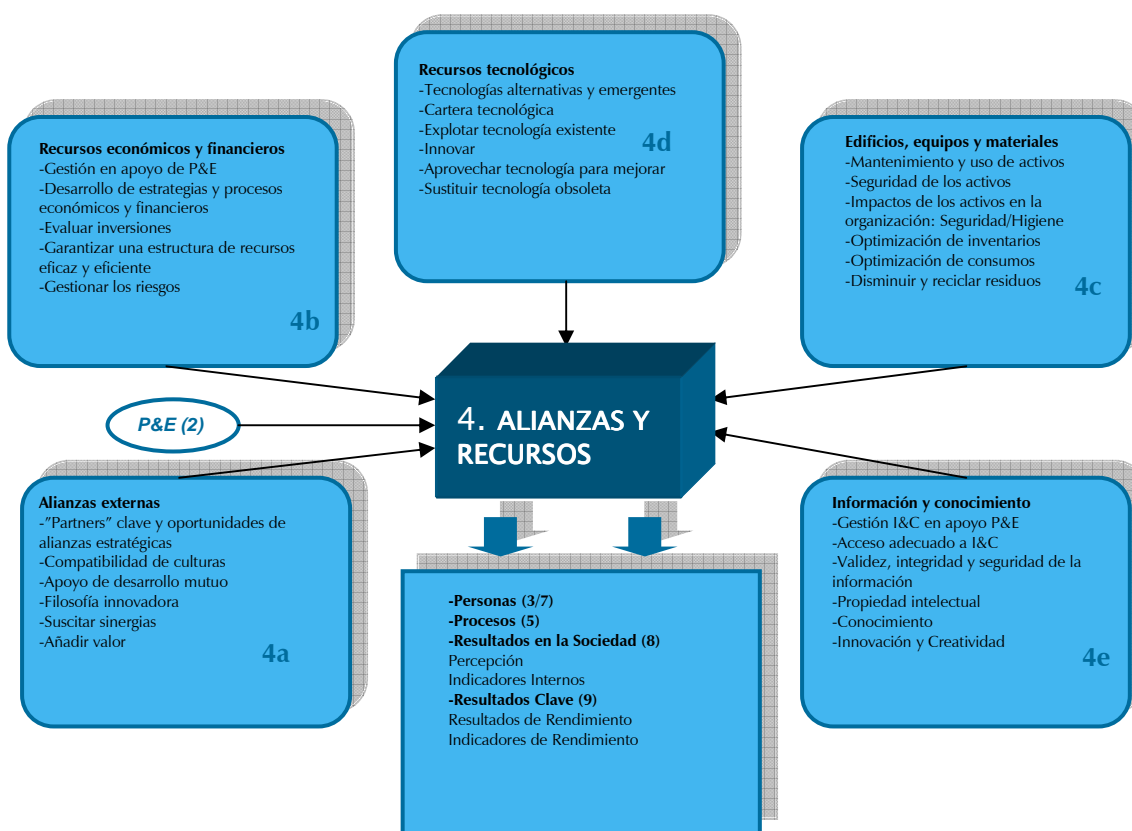 Recursos tecnológicos
-Tecnologías alternativas y emergentes
-Cartera tecnológica
-Explotar tecnología existente
-Innovar
-Aprovechar tecnología para mejorar
-Sustituir tecnología obsoleta
4d
Recursos económicos y financieros
-Gestión en apoyo de P&E
-Desarrollo de estrategias y procesos
económicos y financieros
-Evaluar inversiones
-Garantizar una estructura de recursos
eficaz y eficiente
-Gestionar los riesgos
4b
Edificios, equipos y materiales
-Mantenimiento y uso de activos
-Seguridad de los activos
-Impactos de los activos en la
organización: Seguridad/Higiene
-Optimización de inventarios
-Optimización de consumos
-Disminuir y reciclar residuos
4c
P&E (2)
4. ALIANZAS Y
RECURSOS
Alianzas externas
-”Partners” clave y oportunidades de
alianzas estratégicas
-Compatibilidad de culturas
-Apoyo de desarrollo mutuo
-Filosofía innovadora
-Suscitar sinergias
-Añadir valor
4a
-Personas (3/7)
-Procesos (5)
-Resultados en la Sociedad (8)
Percepción
Indicadores Internos
-Resultados Clave (9)
Resultados de Rendimiento
Indicadores de Rendimiento
Información y conocimiento
-Gestión I&C en apoyo P&E
-Acceso adecuado a I&C
-Validez, integridad y seguridad de la
información
-Propiedad intelectual
-Conocimiento
-Innovación y Creatividad
4e